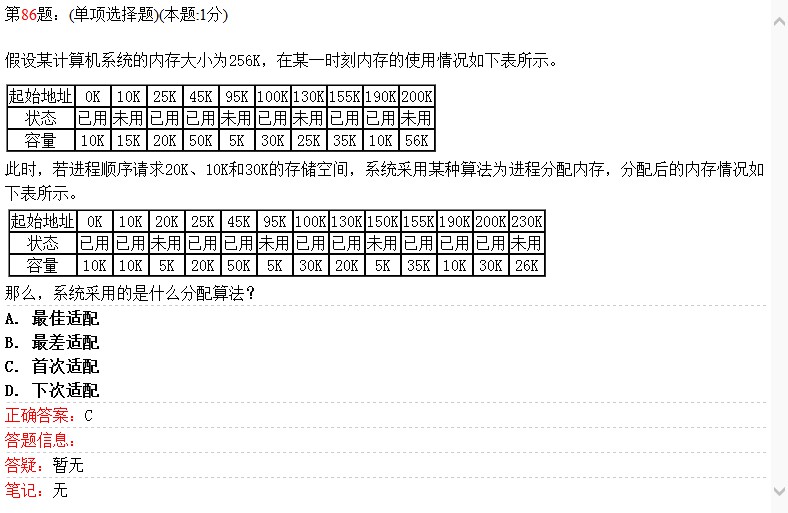 第86题: (单项选择题)(本题:1分)
假设某计算机系统的内存大小为256K，在某一时刻内存的使用情况如下表所示。
起始地址 0K 10K 25K 45K 95K 100K 130K 155K 190K 200K
状态 已用 未用 已用 已用 未用 已用 未用 已用 已用 未用
容量 10K 15K 20K 50K 5K 30K 25K 35K 10K 56K
此时，若进程顺序请求20K、10K和30K的存储空间，系统采用某种算法为进程分配内存，分配后的内存情况如
下表所示。
起始地址 0K 10K 20K 25K 45K 95K 100K 130K 150K 155K 190K 200K 230K
状态 已用 已用 未用 已用 已用 未用 已用 已用 未用 已用 已用 已用 未用
容量 10K 10K 5K 20K 50K 5K 30K 20K 5K 35K 10K 30K 26K
那么，系统采用的是什么分配算法？
A. 最佳适配
B. 最差适配
C. 首次适配
D. 下次适配
正确答案: C
答题信息:
答疑: 暂无
笔记: 无